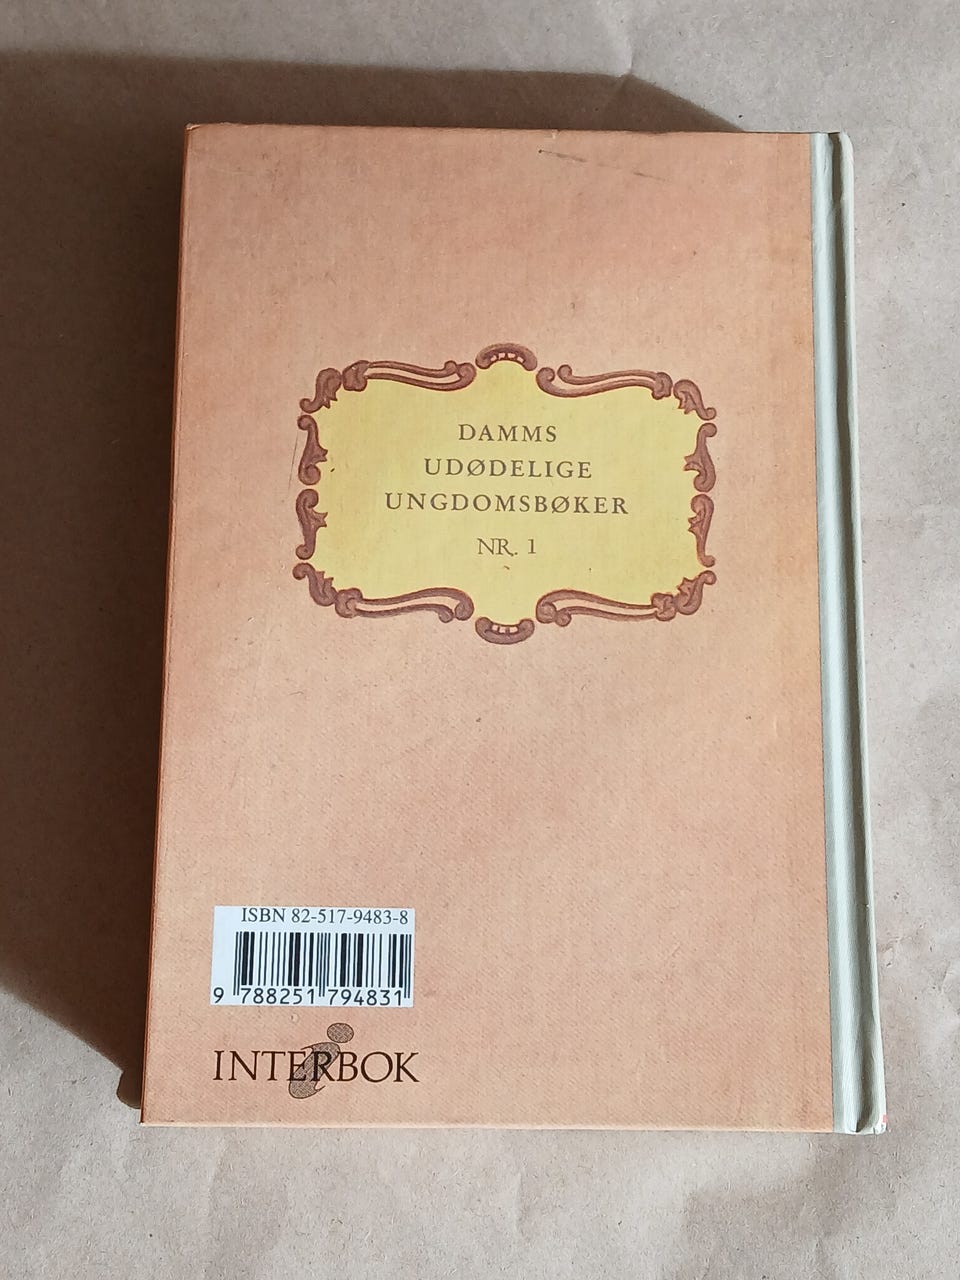 DAMMS
UDØDELIGE
UNGDOMSBØKER
NR. 1
ISBN 82-517-9483-8
9 788251 794831
INTERBOK